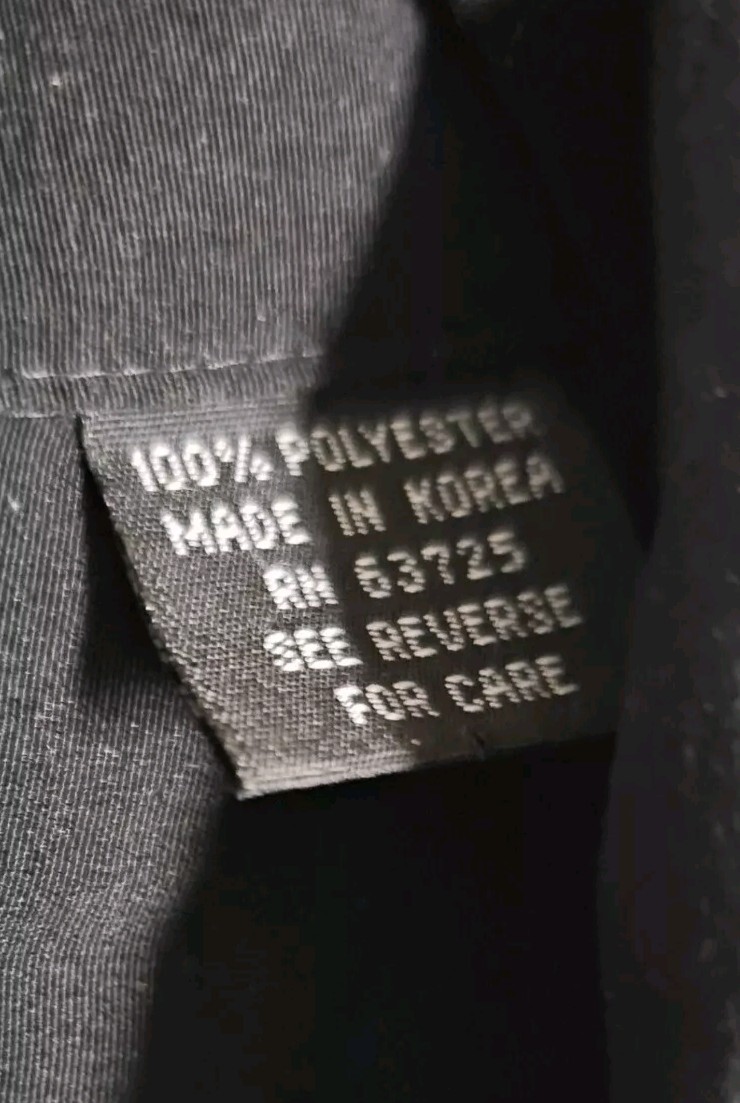 100% POLYESTER
MADE IN KOREA
RN 63725
SEE REVERSE
FOR CARE